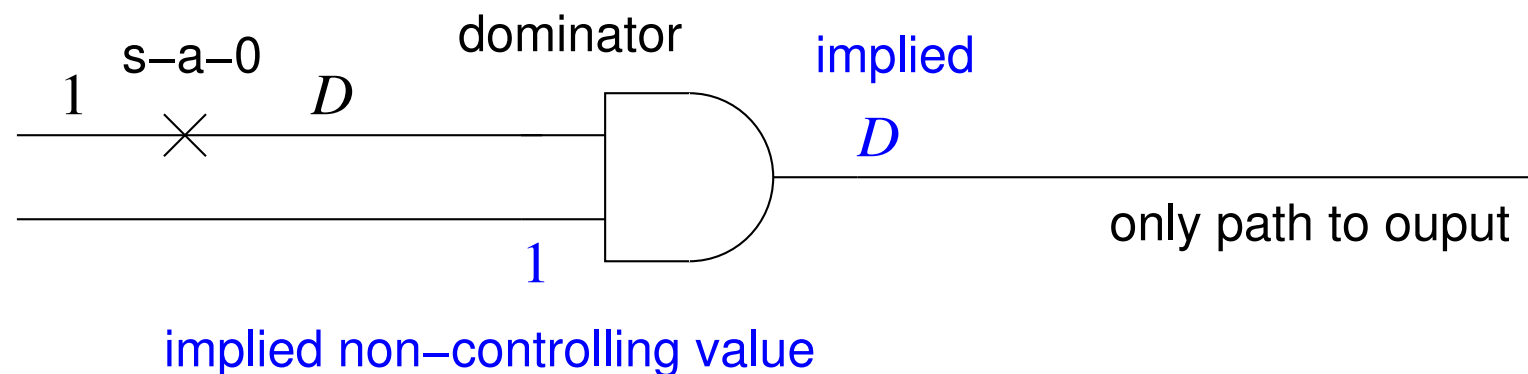 dominator
s−a−0
implied
1
D
D
only path to ouput
1
implied non−controlling value